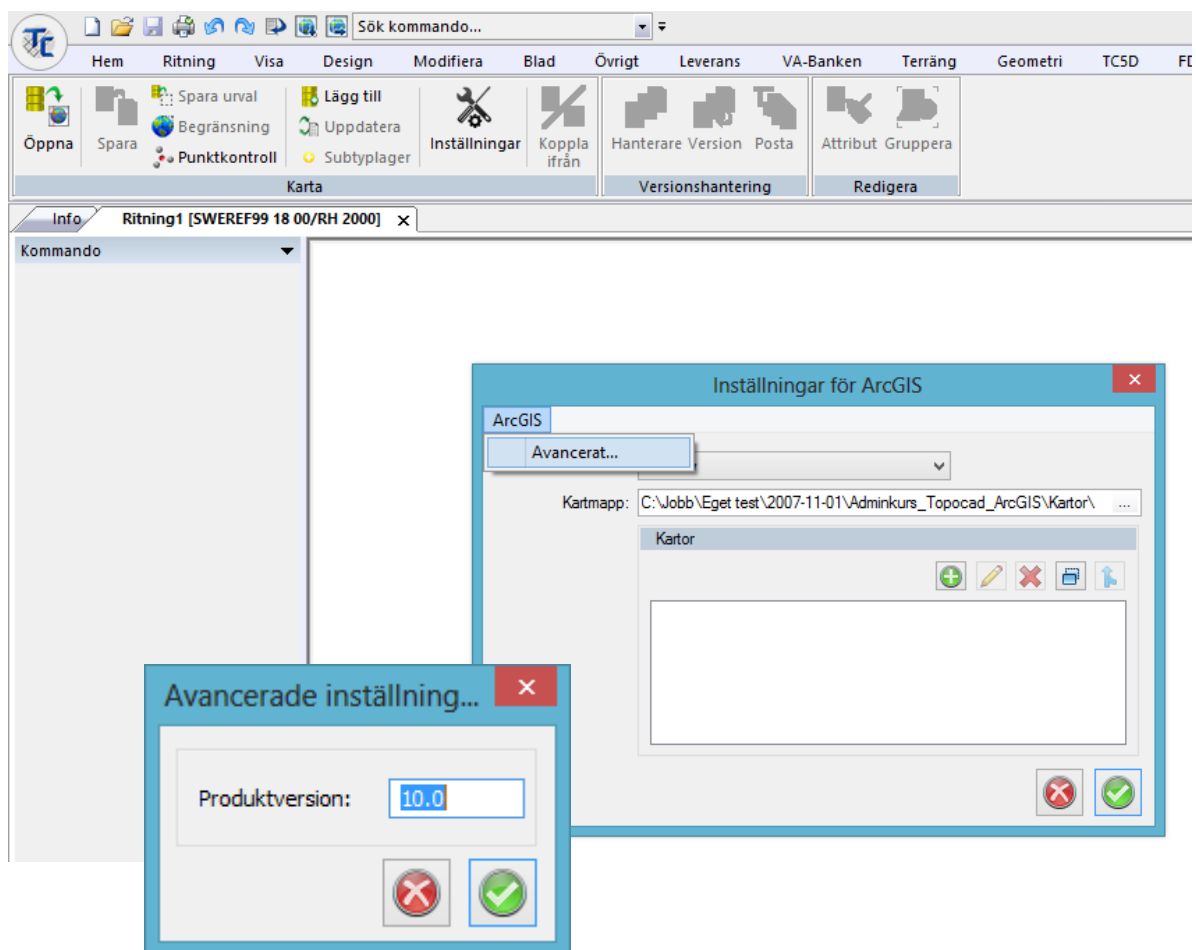 TC Sök kommando...
Hem Ritning Visa Design Modifiera Blad Övrigt Leverans VA-Banken Terräng Geometri TC5D
Öppna Spara Spara urval Lägg till Inställningar Koppla ifrån Hanterare Version Posta Attribut Gruppera
Begränsning Uppdatera
Punktkontroll Subtyplager
Karta Versionshantering Redigera
Info Ritning1 [SWEREF99 18 00/RH 2000]
Kommando
Inställningar för ArcGIS
ArcGIS
Avancerat...
Kartmapp: C:\Jobb\Eget test\2007-11-01\Adminkurs_Topocad_ArcGIS\Kartor\ ...
Kartor
Avancerade inställning...
Produktversion: 10.0